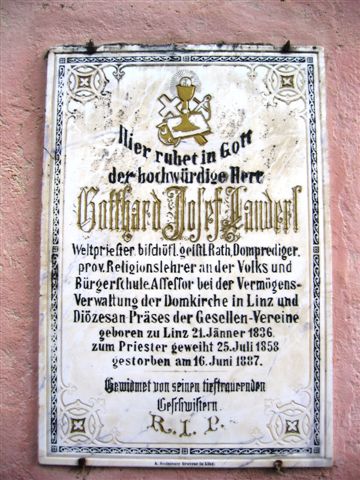 Hier ruhet in Gott
der hochwürdige Herr
Gotthard Josef Landerl
Weltpriester, bischöfl. geistl. Rath, Domprediger,
prov. Religionslehrer an der Volks und
Bürgerschule. Assessor bei der Vermögens-
Verwaltung der Domkirche in Linz und
Diözesan-Präses der Gesellen-Vereine
geboren zu Linz 21. Jänner 1836.
zum Priester geweiht 25. Juli 1858
gestorben am 16. Juni 1887.
Gewidmet von seinen tieftrauernden
Geschwistern.
R. I. P.